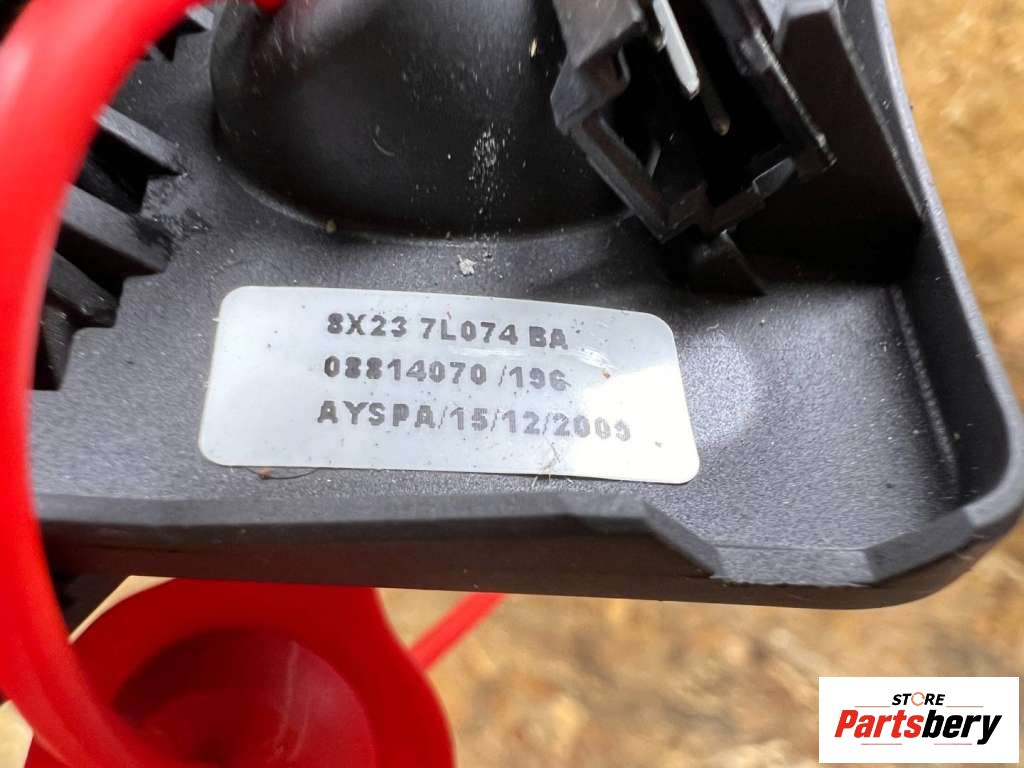 8X23 7L074 BA
08814070 /196
AYSPA/15/12/2009
STORE
Partsbery